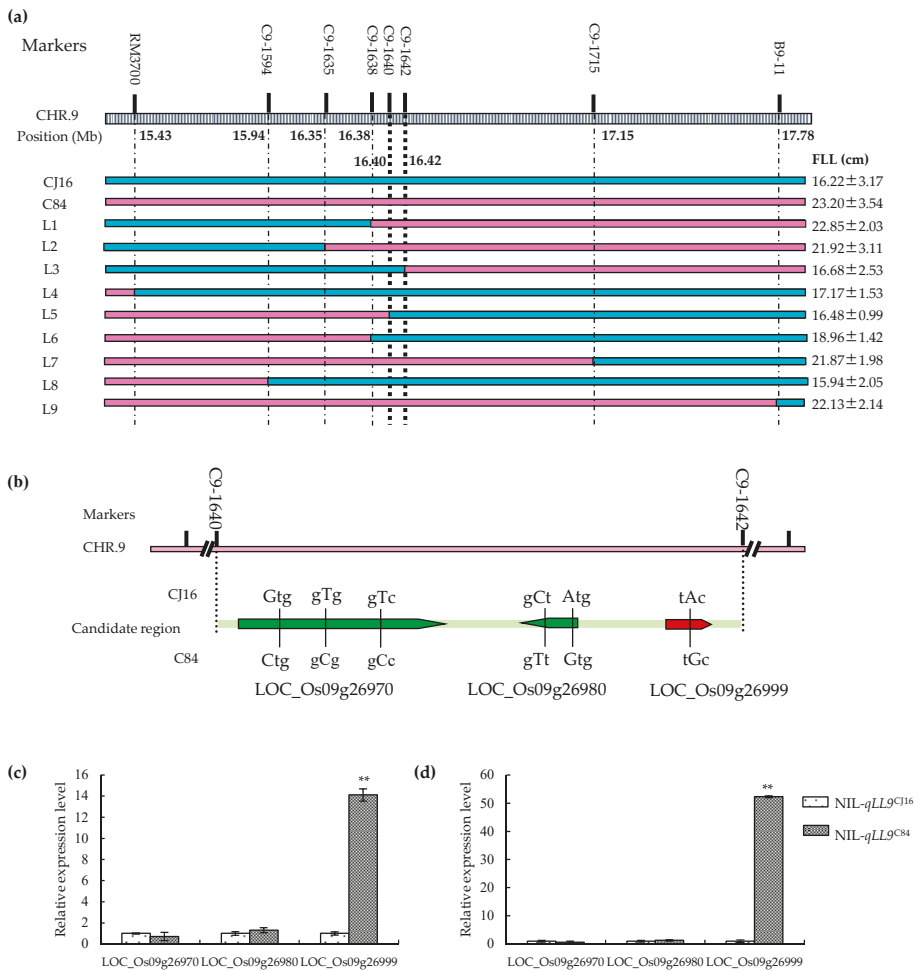 (a)
Markers
RM3700
C9-1594
C9-1635
C9-1638
C9-1640
C9-1642
C9-1715
B9-11
CHR.9
Position (Mb)
15.43
15.94
16.35
16.38
16.40
16.42
17.15
17.78
FLL (cm)
CJ16 16.22±3.17
C84 23.20±3.54
L1 22.85±2.03
L2 21.92±3.11
L3 16.68±2.53
L4 17.17±1.53
L5 16.48±0.99
L6 18.96±1.42
L7 21.87±1.98
L8 15.94±2.05
L9 22.13±2.14
(b)
C9-1640
C9-1642
Markers
CHR.9
CJ16 Gtg gTg gTc gCt Atg tAc
Candidate region
C84 Ctg gCg gCc gTt Gtg tGc
LOC_Os09g26970 LOC_Os09g26980 LOC_Os09g26999
(c)
Relative expression level
16
14
12
10
8
6
4
2
0
**
LOC_Os09g26970 LOC_Os09g26980 LOC_Os09g26999
(d)
Relative expression level
60
50
40
30
20
10
0
**
LOC_Os09g26970 LOC_Os09g26980 LOC_Os09g26999
NIL-qLL9CJ16
NIL-qLL9C84